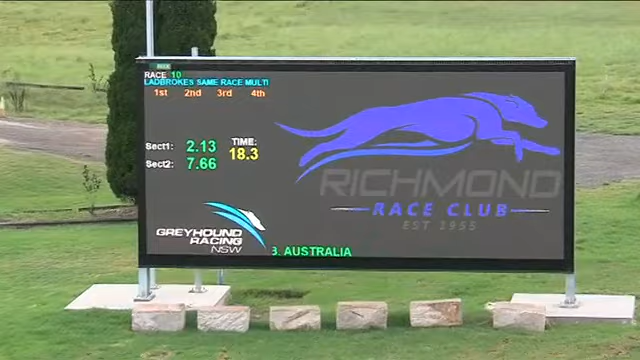 RACE 10
LADBROKES SAME RACE MULTI
1st 2nd 3rd 4th
Sect1: 2.13
Sect2: 7.66
TIME:
18.3
RICHMOND
RACE CLUB
EST 1955
GREYHOUND
RACING
NSW
B. AUSTRALIA